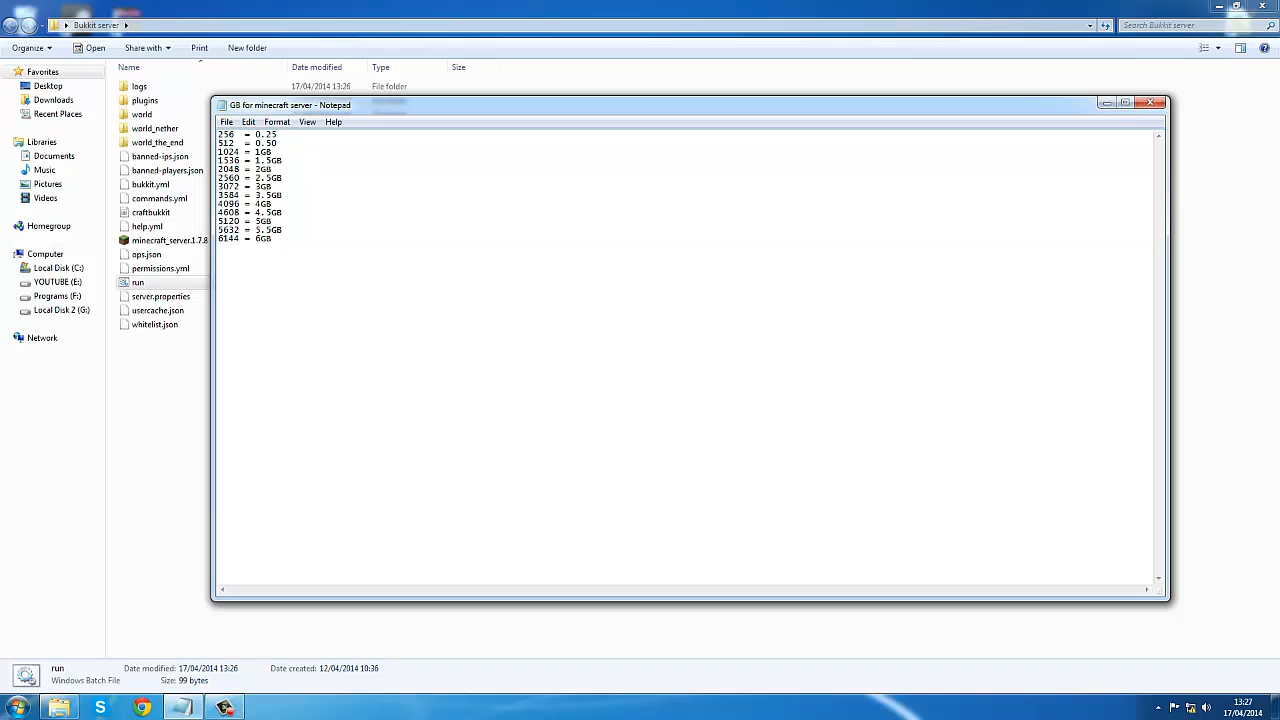 Bukkit server
Search Bukkit server
Organize
Open
Share with
Print
New folder
Name
Date modified
Type
Size
Favorites
Desktop
Downloads
Recent Places
Libraries
Documents
Music
Pictures
Videos
Homegroup
Computer
Local Disk (C:)
YOUTUBE (E:)
Programs (F:)
Local Disk 2 (G:)
Network
logs
17/04/2014 13:26
File folder
plugins
world
world_nether
world_the_end
banned-ips.json
banned-players.json
bukkit.yml
commands.yml
craftbukkit
help.yml
minecraft_server.1.7.8
ops.json
permissions.yml
run
server.properties
usercache.json
whitelist.json
GB for minecraft server - Notepad
File Edit Format View Help
256 = 0.25
512 = 0.50
1024 = 1GB
1536 = 1.5GB
2048 = 2GB
2560 = 2.5GB
3072 = 3GB
3584 = 3.5GB
4096 = 4GB
4608 = 4.5GB
5120 = 5GB
5632 = 5.5GB
6144 = 6GB
run
Date modified: 17/04/2014 13:26
Date created: 12/04/2014 10:36
Windows Batch File
Size: 99 bytes
13:27
17/04/2014